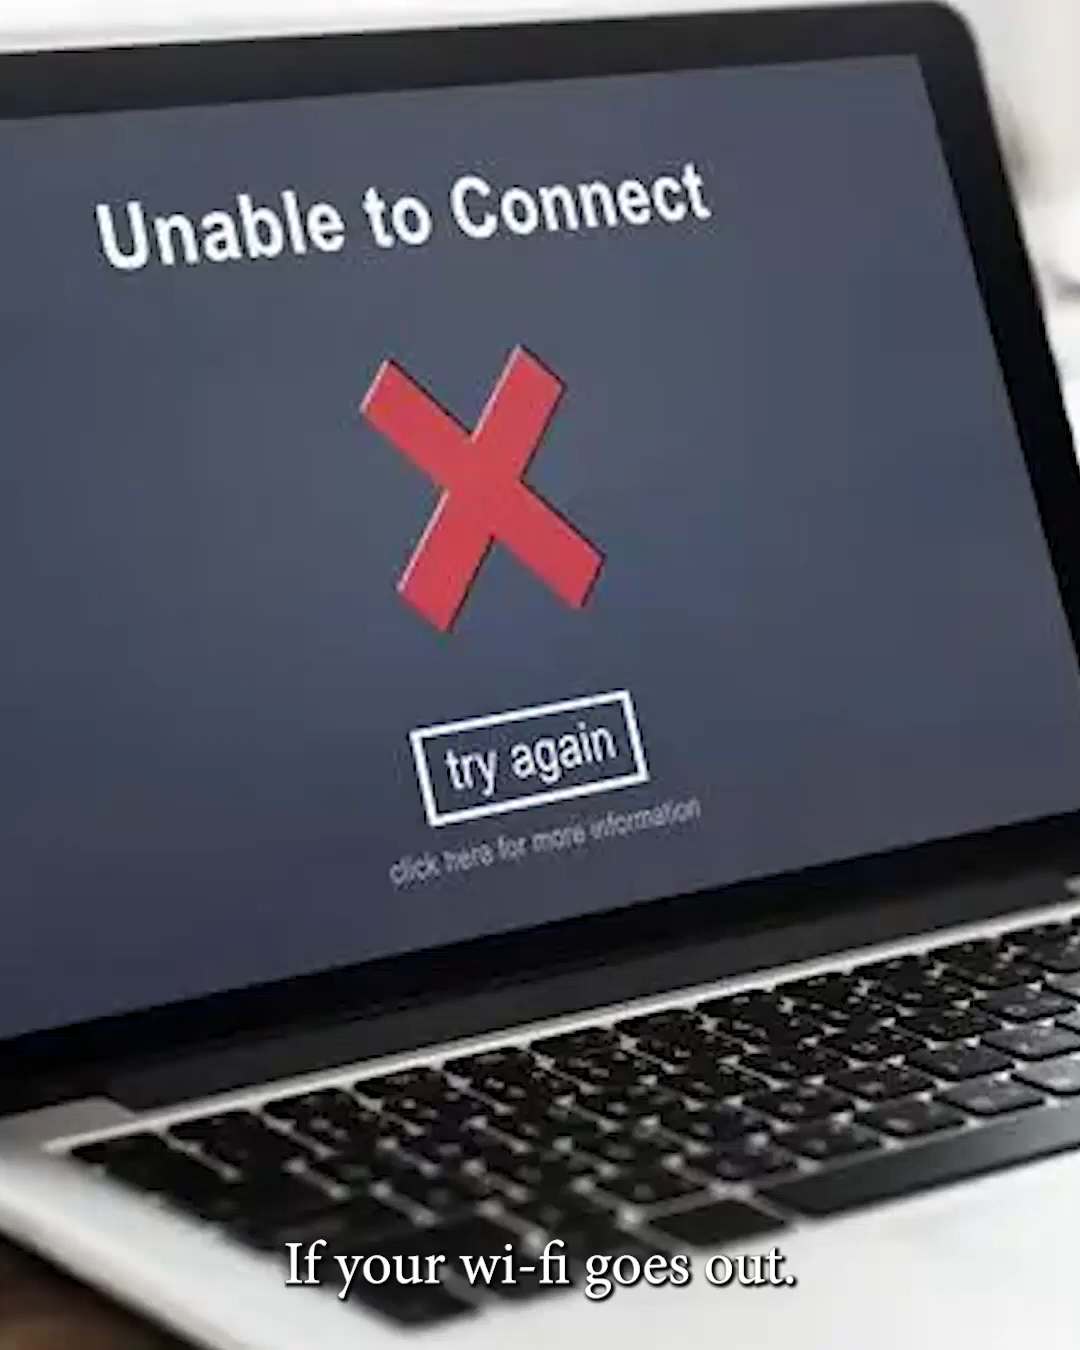 Unable to Connect
try again
click here for more information
If your wi-fi goes out.